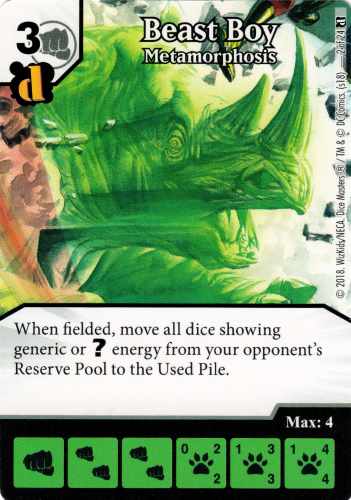 3
Beast Boy
Metamorphosis
d
© 2018. WizKids/NECA. Dice Masters ® / TM & © DC Comics. (s18)
When fielded, move all dice showing
generic or ? energy from your opponent's
Reserve Pool to the Used Pile.
Max: 4
0 2
2
1 3
3
1 4
4